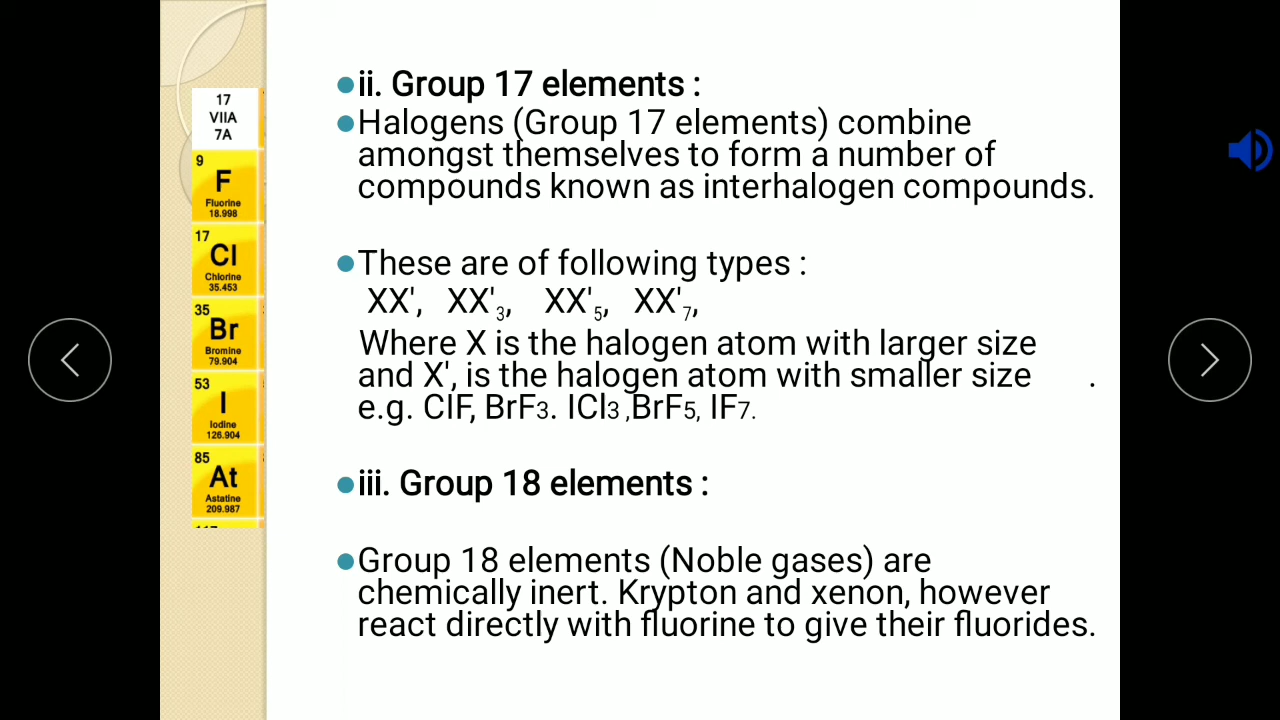 17
VIIA
7A
9
F
Fluorine
18.998
17
Cl
Chlorine
35.453
35
Br
Bromine
79.904
53
I
Iodine
126.904
85
At
Astatine
209.987
ii. Group 17 elements :
Halogens (Group 17 elements) combine
amongst themselves to form a number of
compounds known as interhalogen compounds.
These are of following types :
XX', XX'₃, XX'₅, XX'₇,
Where X is the halogen atom with larger size
and X', is the halogen atom with smaller size .
e.g. ClF, BrF3. ICl3 ,BrF5, IF7.
iii. Group 18 elements :
Group 18 elements (Noble gases) are
chemically inert. Krypton and xenon, however
react directly with fluorine to give their fluorides.